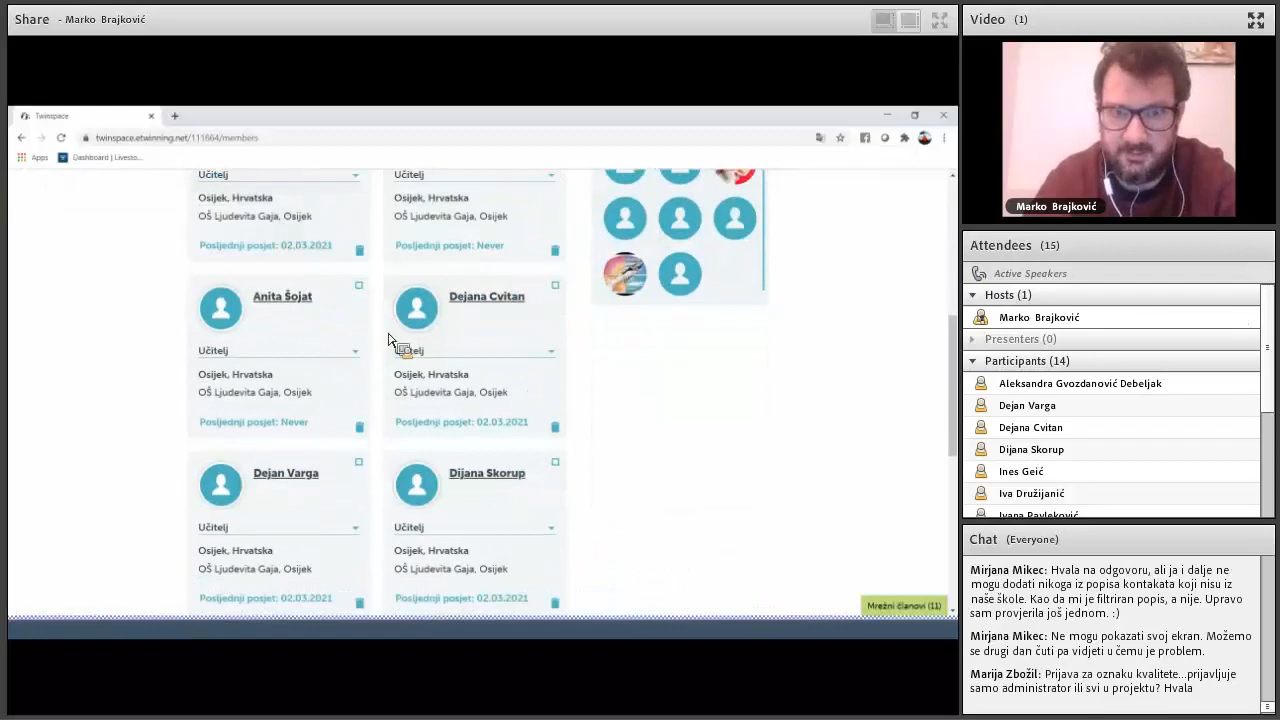 Share - Marko Brajković
Twinspace
twinspace.etwinning.net/111664/members
Apps Dashboard | Livesto...
Učitelj
Osijek, Hrvatska
OŠ Ljudevita Gaja, Osijek
Posljednji posjet: 02.03.2021
Učitelj
Osijek, Hrvatska
OŠ Ljudevita Gaja, Osijek
Posljednji posjet: Never
Anita Šojat
Učitelj
Osijek, Hrvatska
OŠ Ljudevita Gaja, Osijek
Posljednji posjet: Never
Dejana Cvitan
Učitelj
Osijek, Hrvatska
OŠ Ljudevita Gaja, Osijek
Posljednji posjet: 02.03.2021
Dejan Varga
Učitelj
Osijek, Hrvatska
OŠ Ljudevita Gaja, Osijek
Posljednji posjet: 02.03.2021
Dijana Skorup
Učitelj
Osijek, Hrvatska
OŠ Ljudevita Gaja, Osijek
Posljednji posjet: 02.03.2021
Mrežni članovi (11)
Video (1)
Marko Brajković
Attendees (15)
Active Speakers
Hosts (1)
Marko Brajković
Presenters (0)
Participants (14)
Aleksandra Gvozdanović Debeljak
Dejan Varga
Dejana Cvitan
Dijana Skorup
Ines Geić
Iva Družijanić
Ivana Pavleković
Chat (Everyone)
Mirjana Mikec: Hvala na odgovoru, ali ja i dalje ne
mogu dodati nikoga iz popisa kontakata koji nisu iz
naše škole. Kao da mi je filtriran popis, a nije. Upravo
sam provjerila još jednom. :)
Mirjana Mikec: Ne mogu pokazati svoj ekran. Možemo
se drugi dan čuti pa vidjeti u čemu je problem.
Marija Zbožil: Prijava za oznaku kvalitete...prijavljuje
samo administrator ili svi u projektu? Hvala